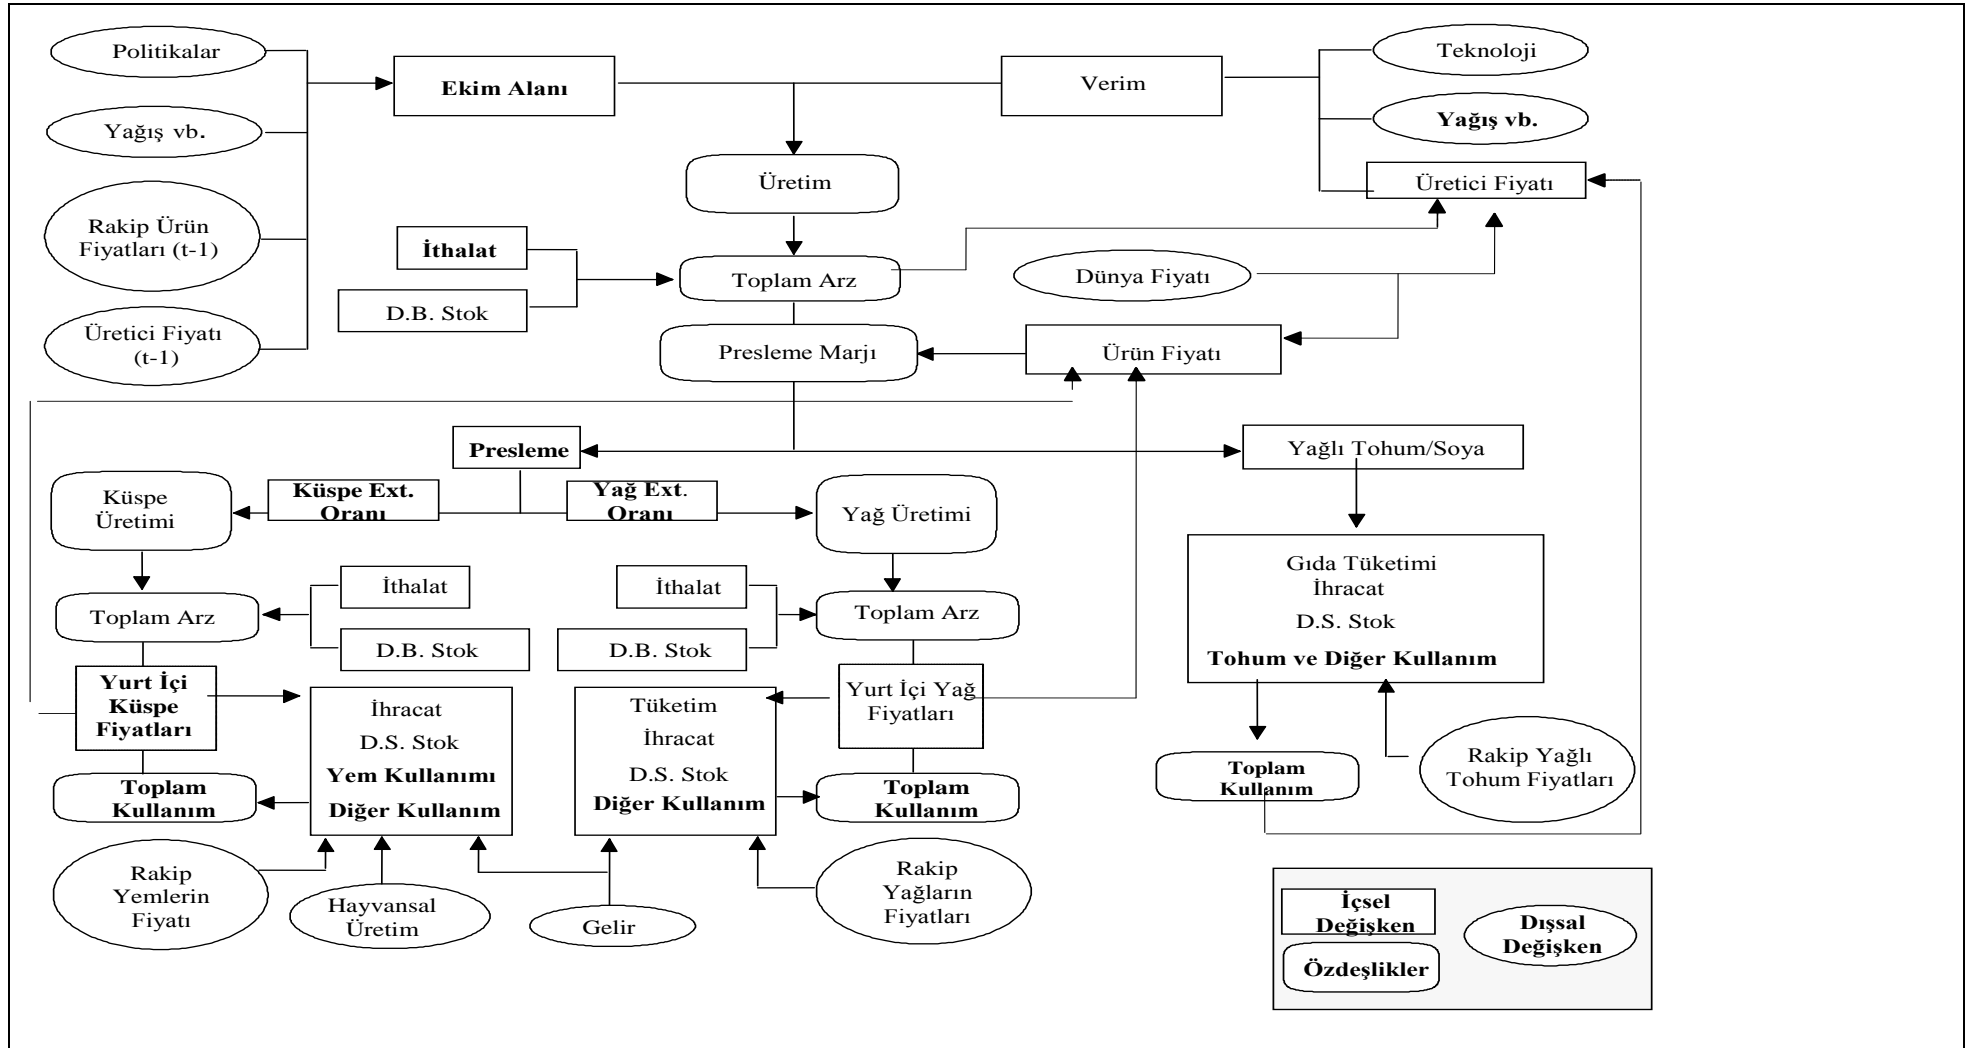 Politikalar
Ekim Alanı
Verim
Teknoloji
Yağış vb.
Yağış vb.
Üretim
Üretici Fiyatı
Rakip Ürün
Fiyatları (t-1)
İthalat
Toplam Arz
Dünya Fiyatı
D.B. Stok
Üretici Fiyatı
(t-1)
Presleme Marjı
Ürün Fiyatı
Presleme
Yağlı Tohum/Soya
Küspe
Üretimi
Küspe Ext.
Oranı
Yağ Ext.
Oranı
Yağ Üretimi
Gıda Tüketimi
İhracat
D.S. Stok
Tohum ve Diğer Kullanım
Toplam Arz
İthalat
D.B. Stok
İthalat
D.B. Stok
Toplam Arz
Yurt İçi
Küspe
Fiyatları
İhracat
D.S. Stok
Yem Kullanımı
Diğer Kullanım
Tüketim
İhracat
D.S. Stok
Diğer Kullanım
Yurt İçi Yağ
Fiyatları
Toplam
Kullanım
Toplam
Kullanım
Toplam
Kullanım
Rakip Yağlı
Tohum Fiyatları
Rakip
Yemlerin
Fiyatı
Hayvansal
Üretim
Gelir
Rakip
Yağların
Fiyatları
İçsel
Değişken
Dışsal
Değişken
Özdeşlikler